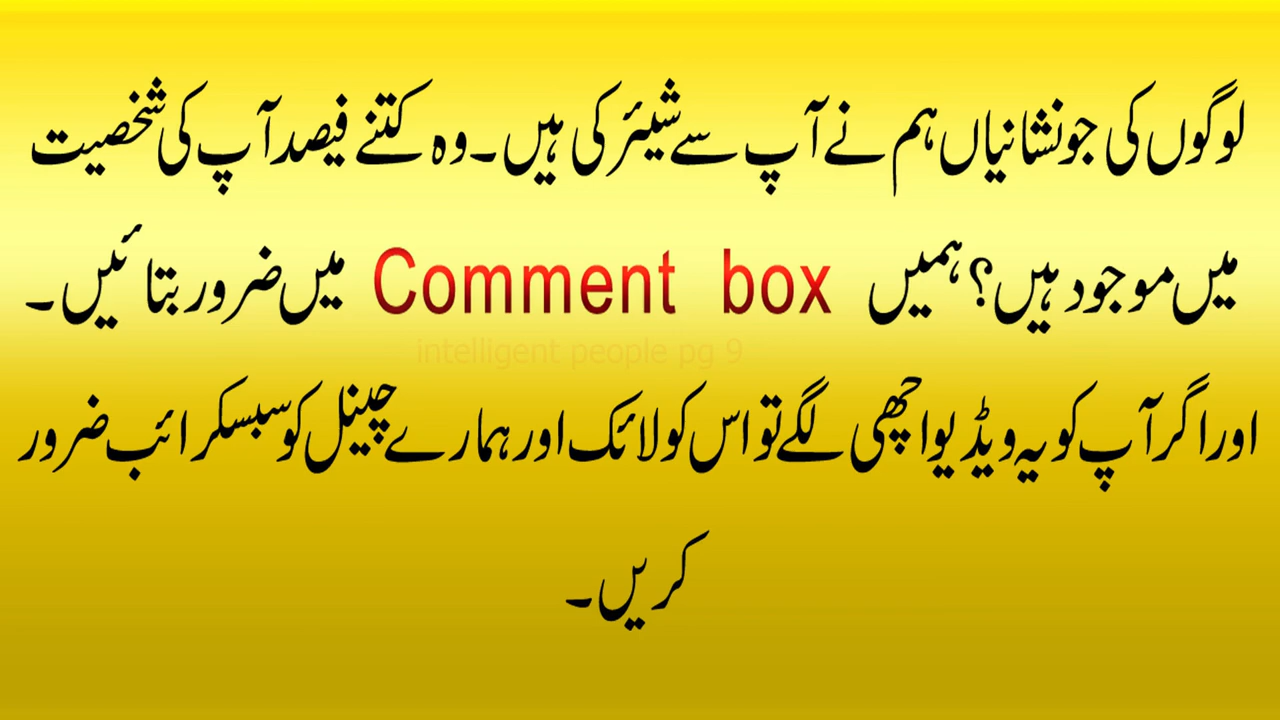 لوگوں کی جو نشانیاں ہم نے آپ سے شیئر کی ہیں۔ وہ کتنے فیصد آپ کی شخصیت
میں موجود ہیں؟ ہمیں Comment box میں ضرور بتائیں۔
intelligent people pg 9
اور اگر آپ کو یہ ویڈیو اچھی لگے تو اس کو لائک اور ہمارے چینل کو سبسکرائب ضرور
کریں۔